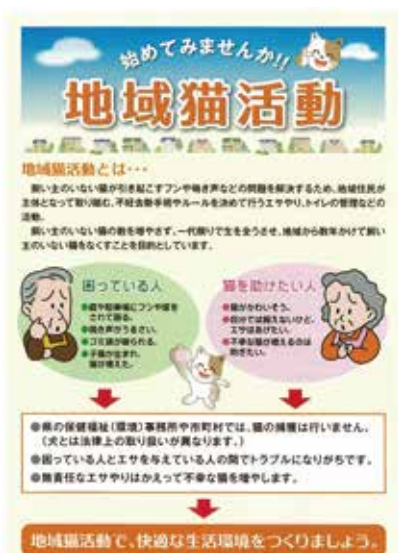 始めてみませんか!!
地域猫活動
地域猫活動とは・・・
飼い主のいない猫が引き起こすフンや鳴き声などの問題を解決するため、地域住民が
主体となって取り組む、不妊去勢手術やルールを決めて行うエサやり、トイレの管理などの
活動。
飼い主のいない猫の数を増やさず、一代限りで生を全うさせ、地域から数年かけて飼い
主のいない猫をなくすことを目的としています。
困っている人
●庭や駐車場にフンや尿を
されて困る。
●鳴き声がうるさい。
●ゴミ袋が破られる。
●子猫が生まれ、
猫が増えた。
猫を助けたい人
●猫がかわいそう。
●自分では飼えないけど、
エサはあげたい。
●不幸な猫が増えるのは
防ぎたい。
●県の保健福祉(環境)事務所や市町村では、猫の捕獲は行いません。
(犬とは法律上の取り扱いが異なります。)
●困っている人とエサを与えている人の間でトラブルになりがちです。
●無責任なエサやりはかえって不幸な猫を増やします。
地域猫活動で、快適な生活環境をつくりましょう。